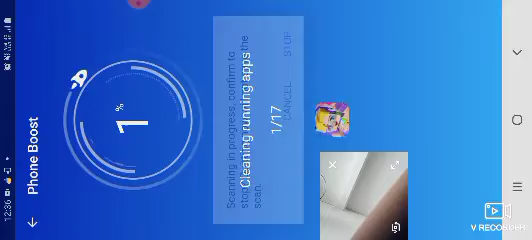 12:36
Phone Boost
1%
Scanning in progress, confirm to
stop the
scan.
CANCEL
STOP
Cleaning running apps
1/17
V RECORDER